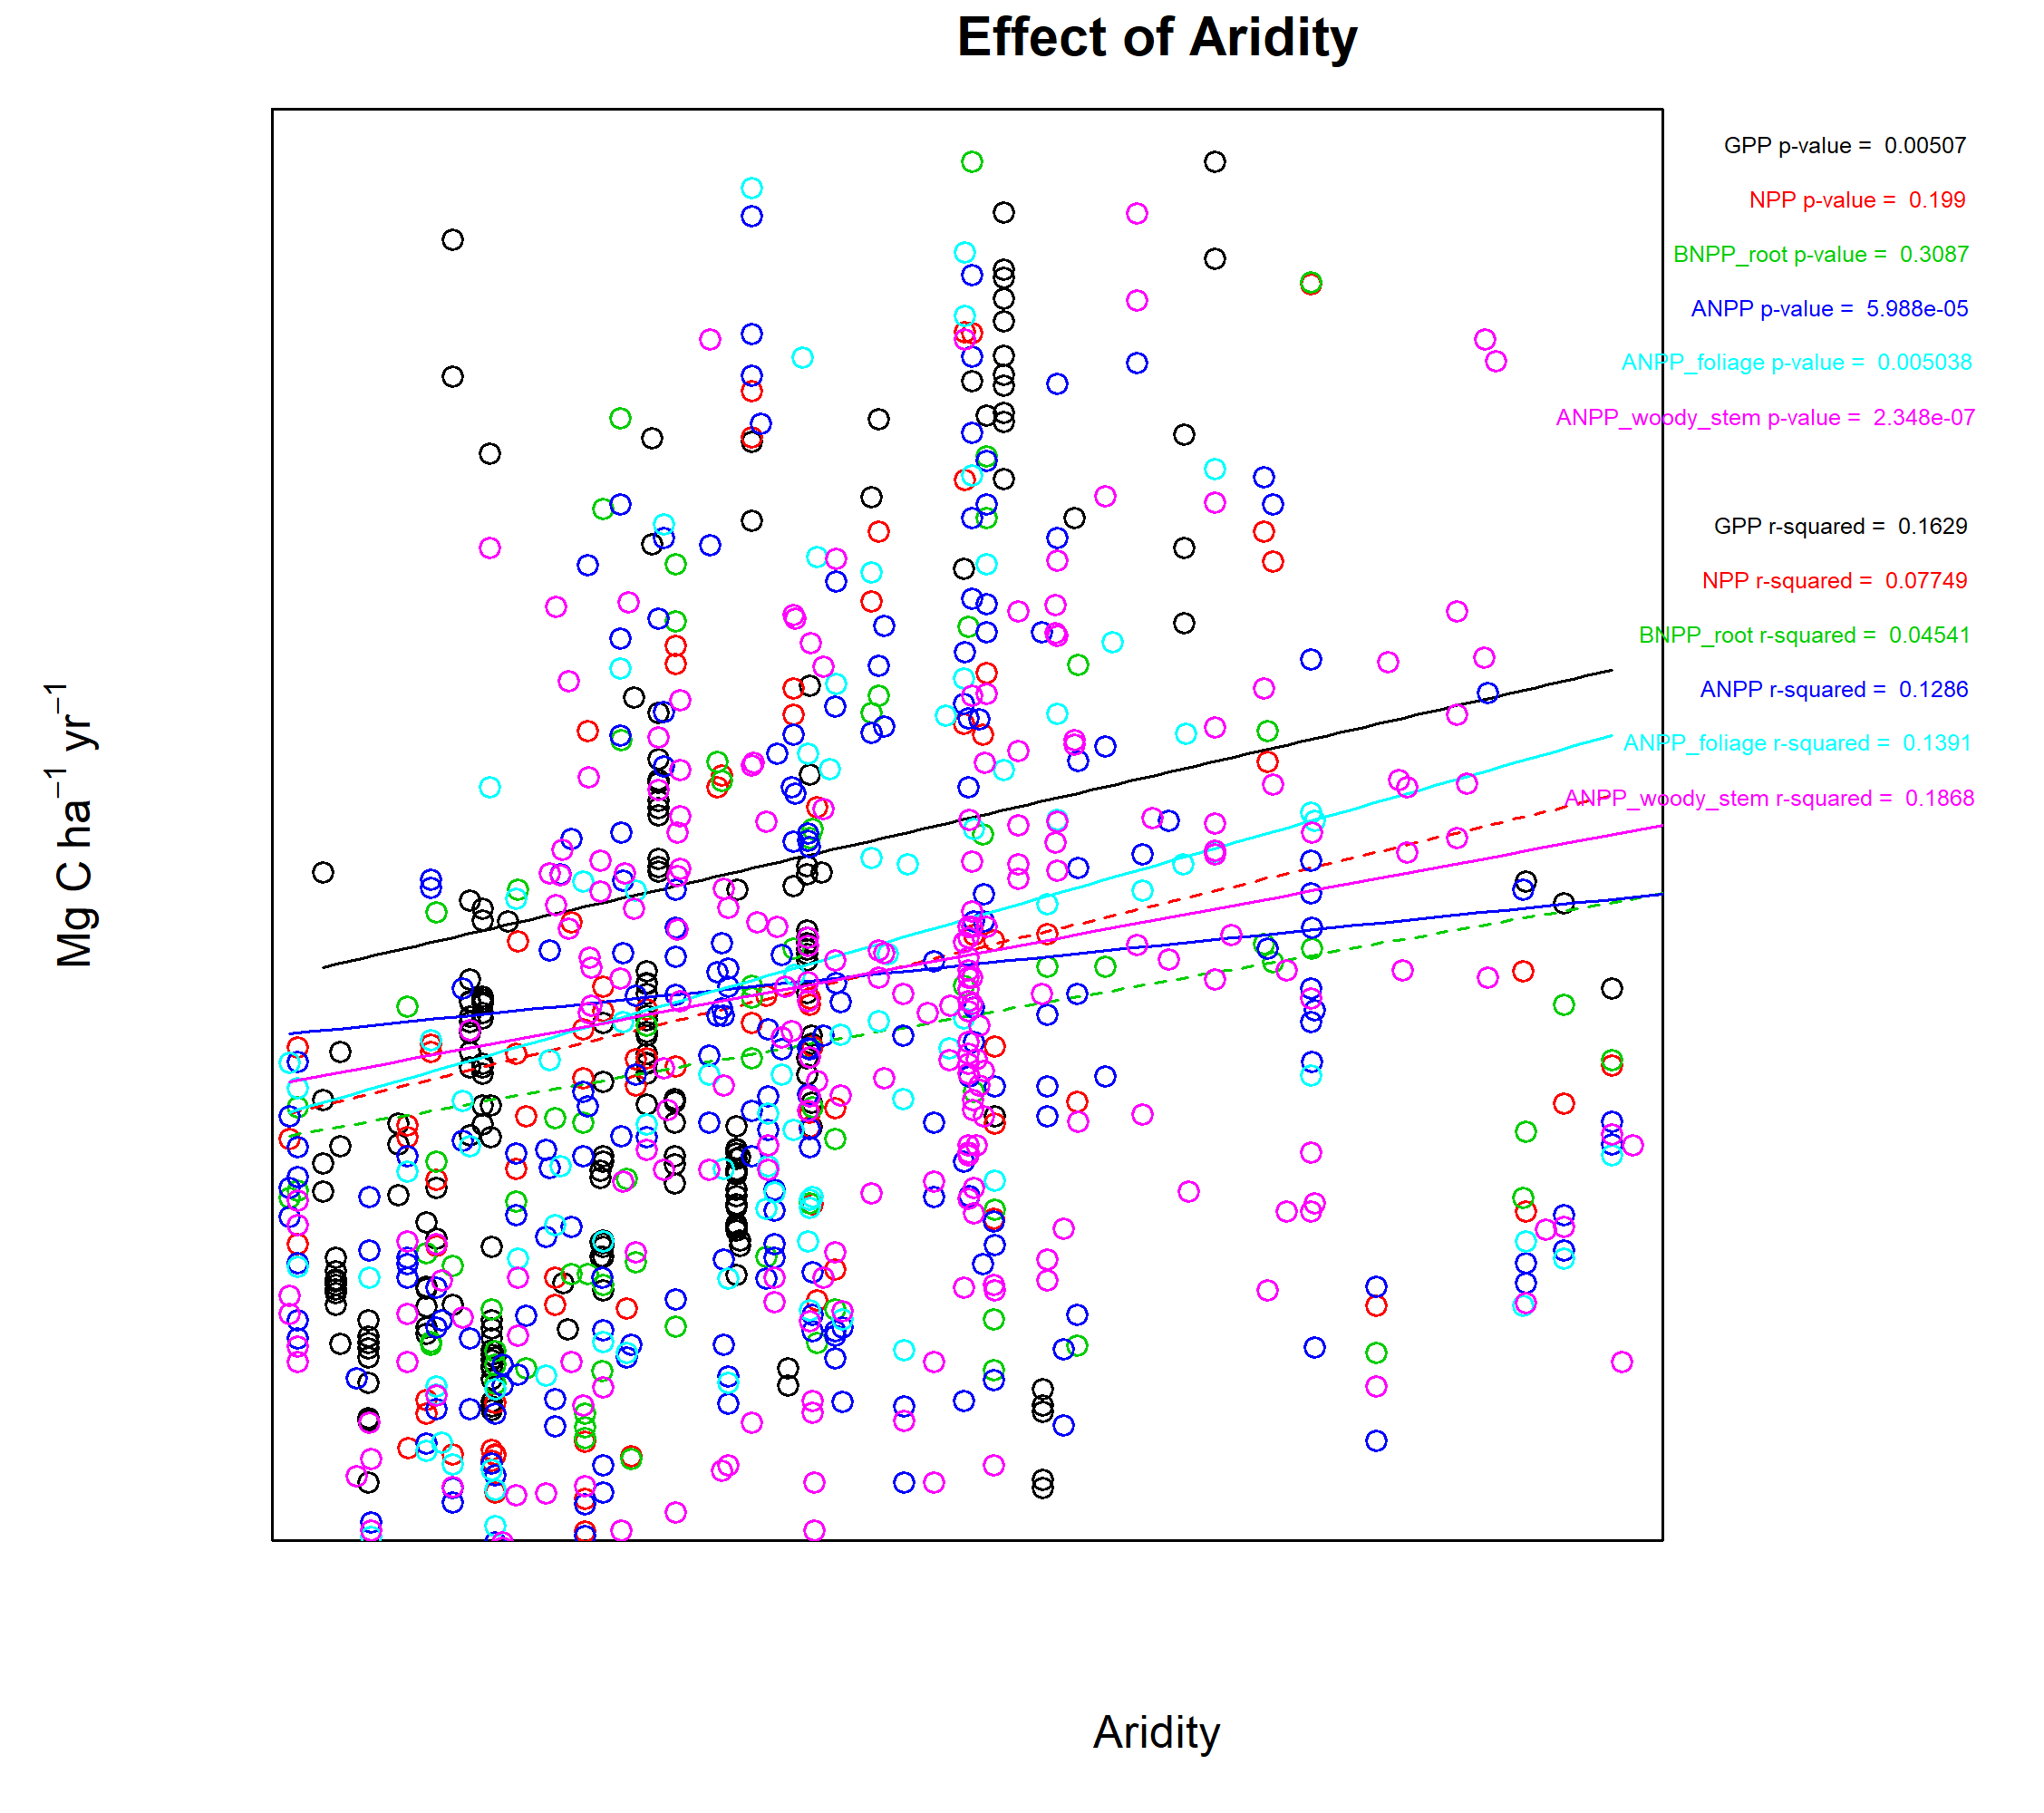 Effect of Aridity
GPP p-value = 0.00507
NPP p-value = 0.199
BNPP_root p-value = 0.3087
ANPP p-value = 5.988e-05
ANPP_foliage p-value = 0.005038
ANPP_woody_stem p-value = 2.348e-07
GPP r-squared = 0.1629
NPP r-squared = 0.07749
BNPP_root r-squared = 0.04541
ANPP r-squared = 0.1286
ANPP_foliage r-squared = 0.1391
ANPP_woody_stem r-squared = 0.1868
Mg C ha⁻¹ yr⁻¹
Aridity